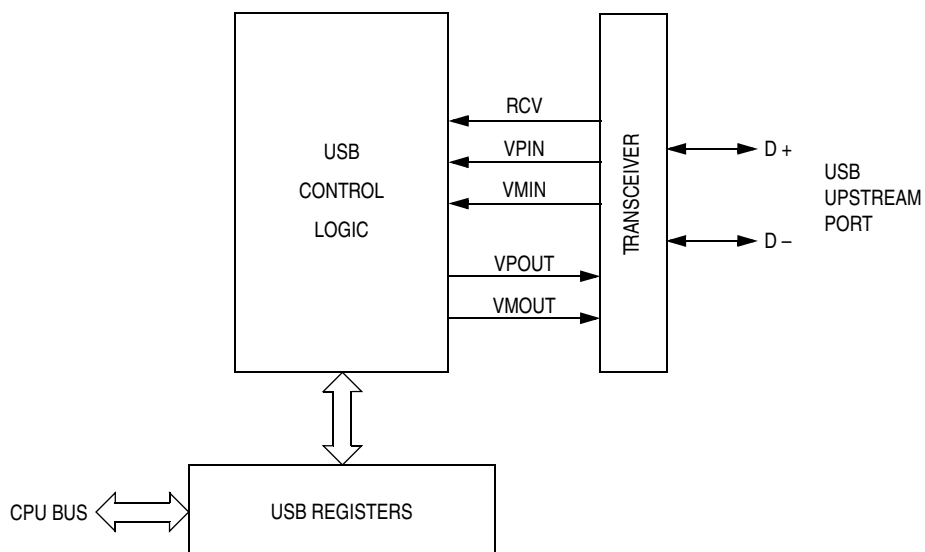 USB
CONTROL
LOGIC
RCV
VPIN
VMIN
VPOUT
VMOUT
TRANSCEIVER
D +
D –
USB
UPSTREAM
PORT
CPU BUS
USB REGISTERS